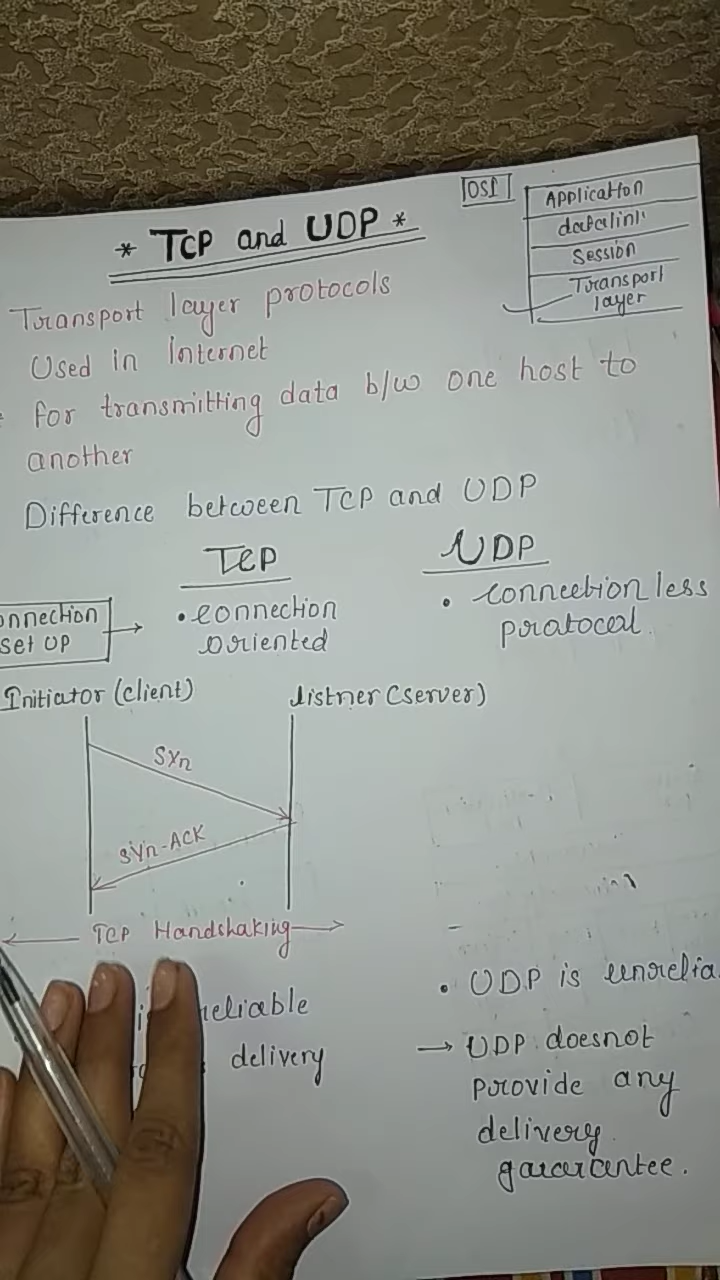 OSI
Application
datalink
Session
Transport
layer
* TCP and UDP *
Transport layer protocols
Used in Internet
for transmitting data b/w one host to
another
Difference between TCP and UDP
TCP
UDP
onnection
set UP
• connection
oriented
• connection less
protocol.
Initiator (client)
listner (server)
SYn
SYn-ACK
TCP Handshaking
reliable
delivery
• UDP is unrelia
→ UDP doesnot
provide any
delivery
guarantee.